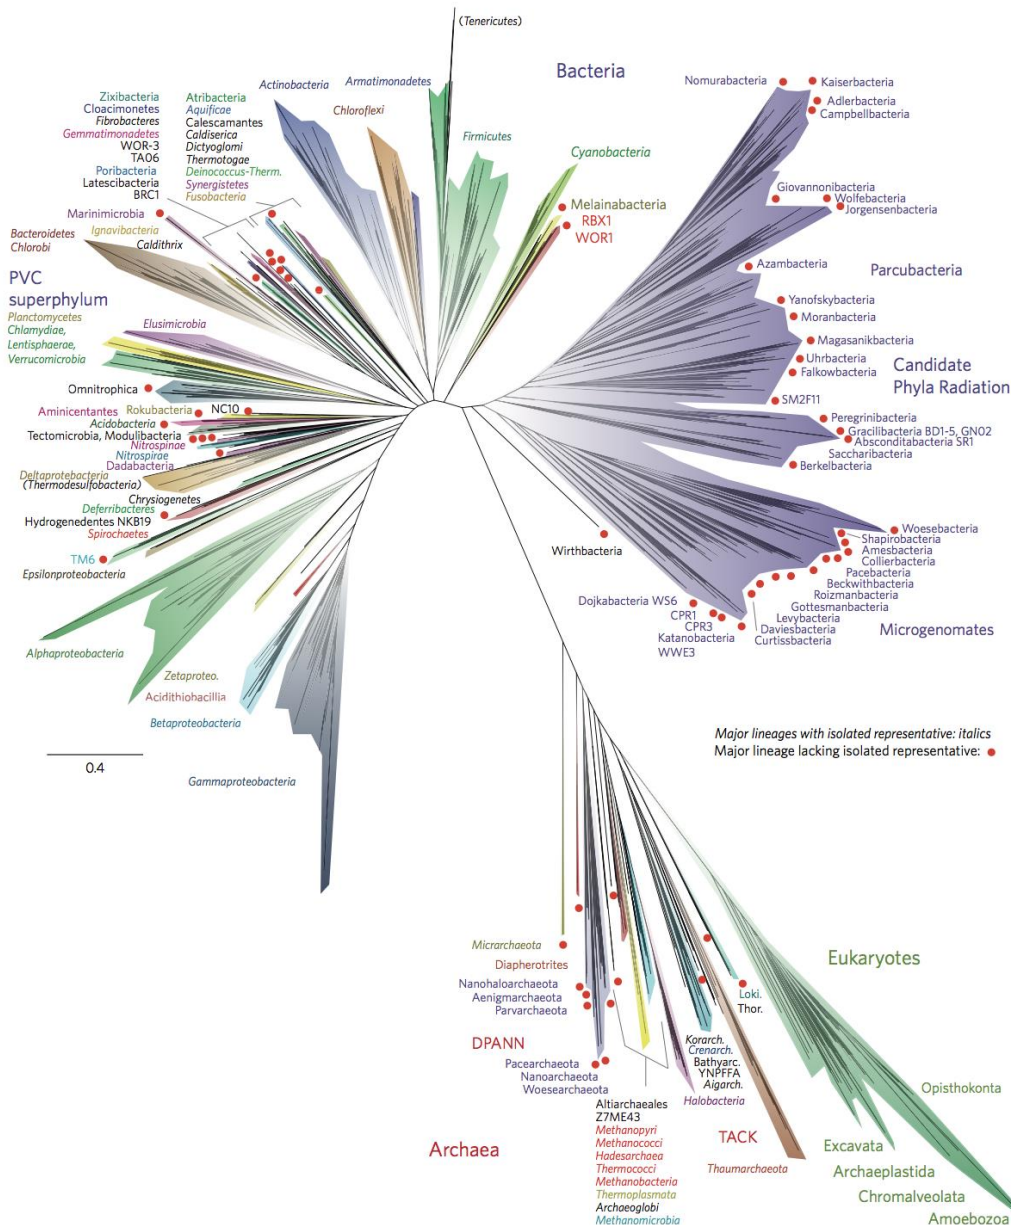 (Tenericutes)
Bacteria
Actinobacteria
Armatimonadetes
Chloroflexi
Firmicutes
Cyanobacteria
Melainabacteria
RBX1
WOR1
Zixibacteria
Cloacimonetes
Fibrobacteres
Gemmatimonadetes
WOR-3
TA06
Poribacteria
Latescibacteria
BRC1
Atribacteria
Aquificae
Calescamantes
Caldiserica
Dictyoglomi
Thermotogae
Deinococcus-Therm.
Synergistetes
Fusobacteria
Marinimicrobia
Ignavibacteria
Bacteroidetes
Chlorobi
Caldithrix
PVC
superphylum
Planctomycetes
Chlamydiae,
Lentisphaerae,
Verrucomicrobia
Elusimicrobia
Omnitrophica
Aminicentantes
Rokubacteria
NC10
Acidobacteria
Tectomicrobia, Modulibacteria
Nitrospinae
Nitrospirae
Dadabacteria
Deltaproteobacteria
(Thermodesulfobacteria)
Chrysiogenetes
Deferribacteres
Hydrogenedentes NKB19
Spirochaetes
TM6
Epsilonproteobacteria
Alphaproteobacteria
Zetaproteo.
Acidithiobacillia
Betaproteobacteria
Gammaproteobacteria
0.4
Nomurabacteria
Kaiserbacteria
Adlerbacteria
Campbellbacteria
Giovannonibacteria
Wolfebacteria
Jorgensenbacteria
Azambacteria
Parcubacteria
Yanofskybacteria
Moranbacteria
Magasanikbacteria
Uhrbacteria
Falkowbacteria
Candidate
Phyla Radiation
SM2F11
Peregrinibacteria
Gracilibacteria BD1-5, GN02
Absconditabacteria SR1
Saccharibacteria
Berkelbacteria
Woesebacteria
Shapirobacteria
Amesbacteria
Collierbacteria
Pacebacteria
Beckwithbacteria
Roizmanbacteria
Gottesmanbacteria
Levybacteria
Daviesbacteria
Curtissbacteria
Microgenomates
Wirthbacteria
Dojkabacteria WS6
CPR1
CPR3
Katanobacteria
WWE3
Major lineages with isolated representative: italics
Major lineage lacking isolated representative:
Micrarchaeota
Diapherotrites
Nanohaloarchaeota
Aenigmarchaeota
Parvarchaeota
DPANN
Pacearchaeota
Nanoarchaeota
Woesearchaeota
Archaea
Altiarchaeales
Z7ME43
Methanopyri
Methanococci
Hadesarchaea
Thermococci
Methanobacteria
Thermoplasmata
Archaeoglobi
Methanomicrobia
Halobacteria
Korarch.
Crenarch.
Bathyarc.
YNPFFA
Aigarch.
TACK
Thaumarchaeota
Loki.
Thor.
Eukaryotes
Opisthokonta
Excavata
Archaeplastida
Chromalveolata
Amoebozoa